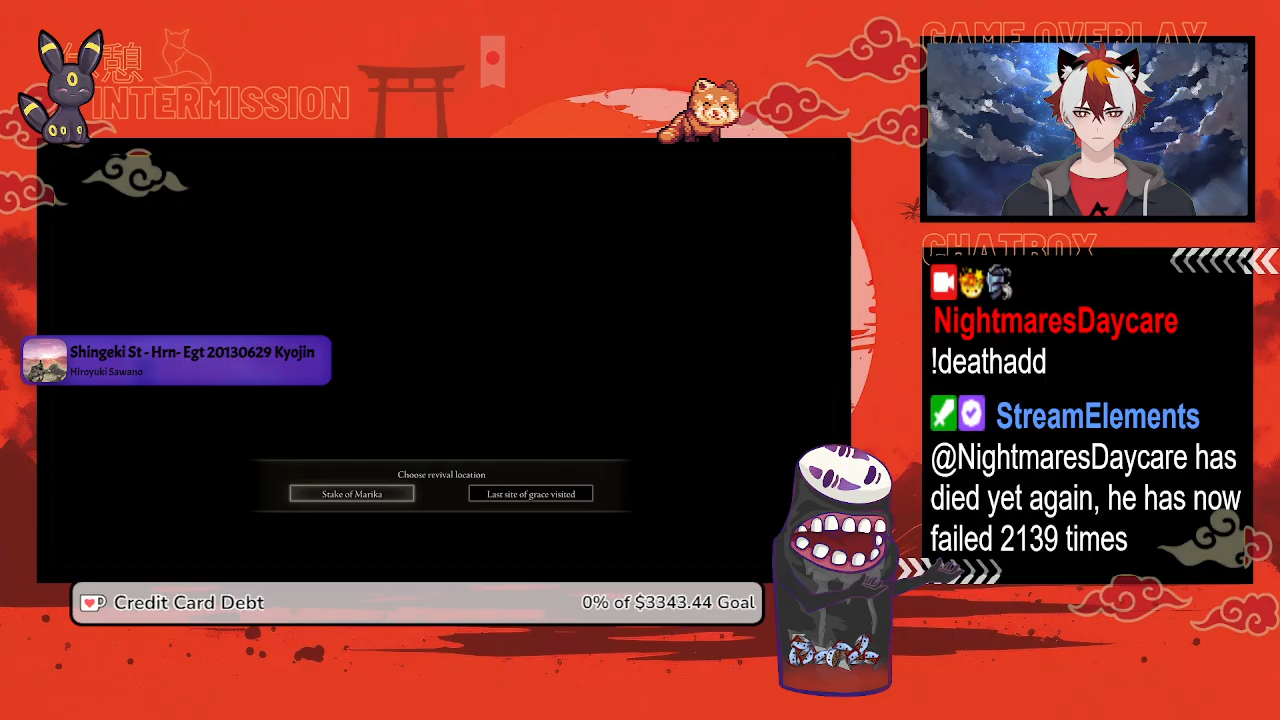 GAME OVERLAY
憩
INTERMISSION
CHATBOX
NightmaresDaycare
!deathadd
Shingeki St - Hrn- Egt 20130629 Kyojin
Hiroyuki Sawano
StreamElements
@NightmaresDaycare has
died yet again, he has now
failed 2139 times
Choose revival location
Stake of Marika
Last site of grace visited
Credit Card Debt
0% of $3343.44 Goal